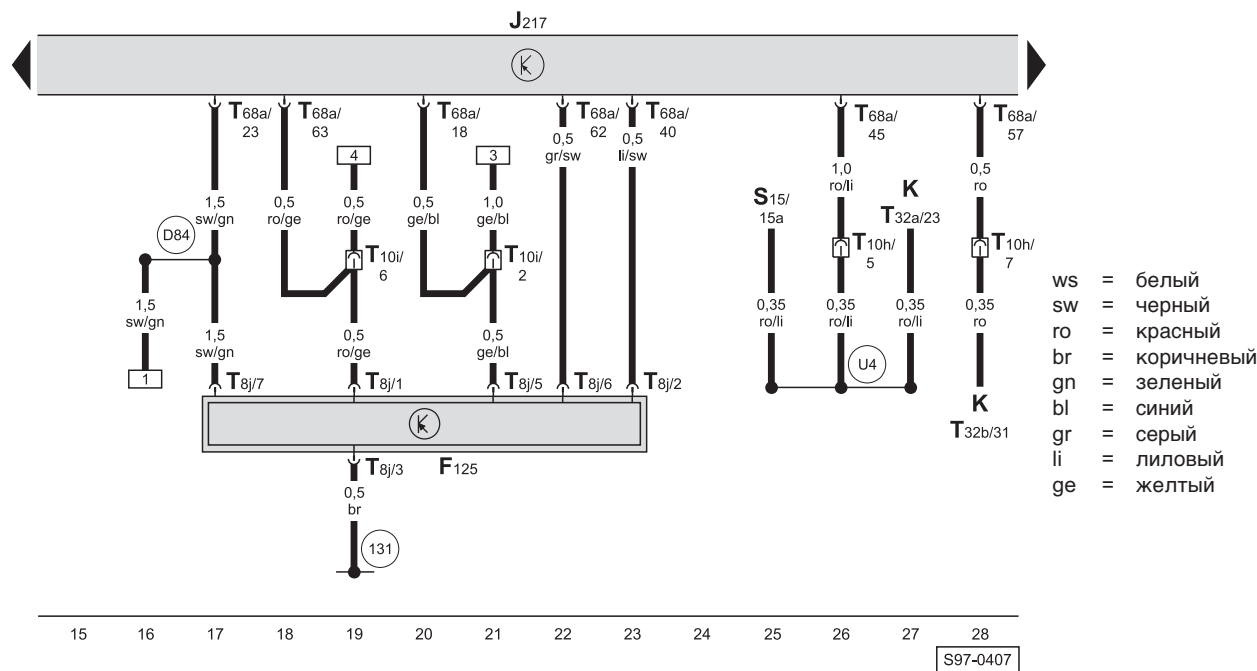 J217
T68a/23
T68a/63
T68a/18
T68a/62
T68a/40
T68a/45
T68a/57
4
3
0,5 gr/sw
0,5 li/sw
1,0 ro/li
0,5 ro
1,5 sw/gn
0,5 ro/ge
0,5 ro/ge
0,5 ge/bl
1,0 ge/bl
S15/15a
K
T32a/23
D84
T10i/6
T10i/2
T10h/5
T10h/7
1,5 sw/gn
1,5 sw/gn
0,5 ro/ge
0,5 ge/bl
0,35 ro/li
0,35 ro/li
0,35 ro/li
0,35 ro
1
T8j/7
T8j/1
T8j/5
T8j/6
T8j/2
U4
K
T32b/31
T8j/3
F125
0,5 br
131
ws = белый
sw = черный
ro = красный
br = коричневый
gn = зеленый
bl = синий
gr = серый
li = лиловый
ge = желтый
15 16 17 18 19 20 21 22 23 24 25 26 27 28
S97-0407